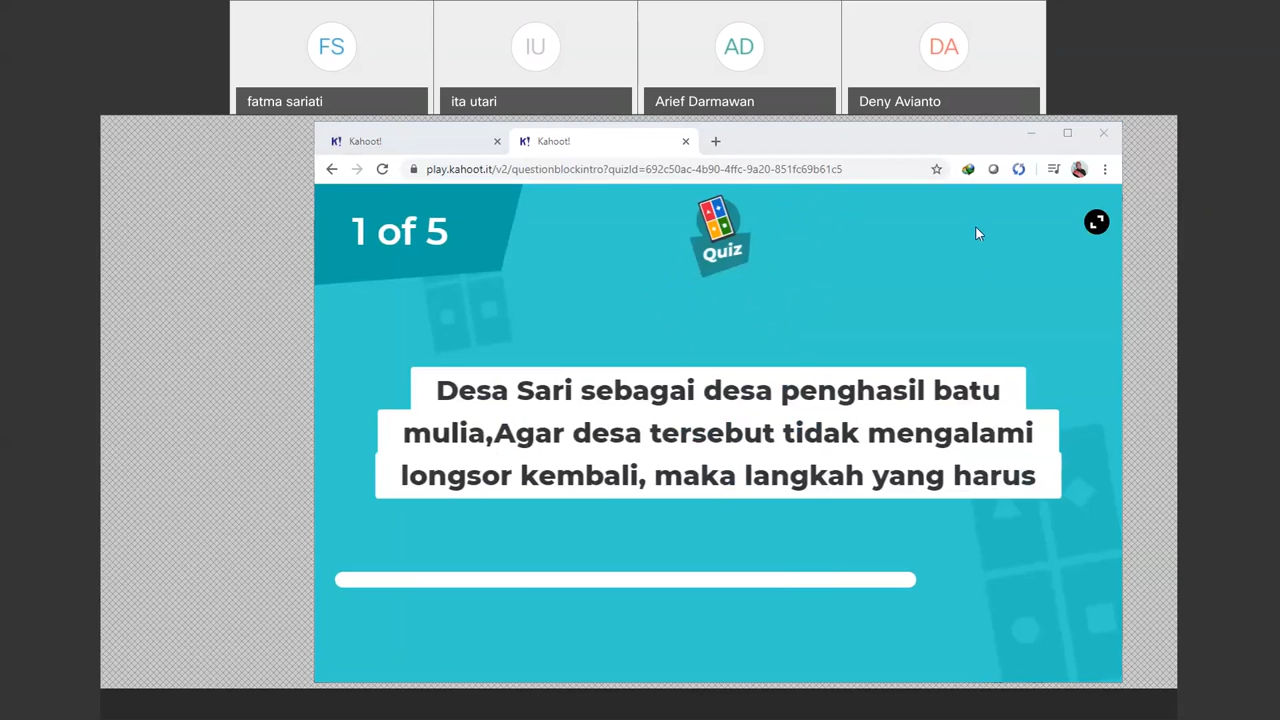 FS
IU
AD
DA
fatma sariati
ita utari
Arief Darmawan
Deny Avianto
K! Kahoot!
K! Kahoot!
play.kahoot.it/v2/questionblockintro?quizId=692c50ac-4b90-4ffc-9a20-851fc69b61c5
1 of 5
Quiz
Desa Sari sebagai desa penghasil batu
mulia,Agar desa tersebut tidak mengalami
longsor kembali, maka langkah yang harus